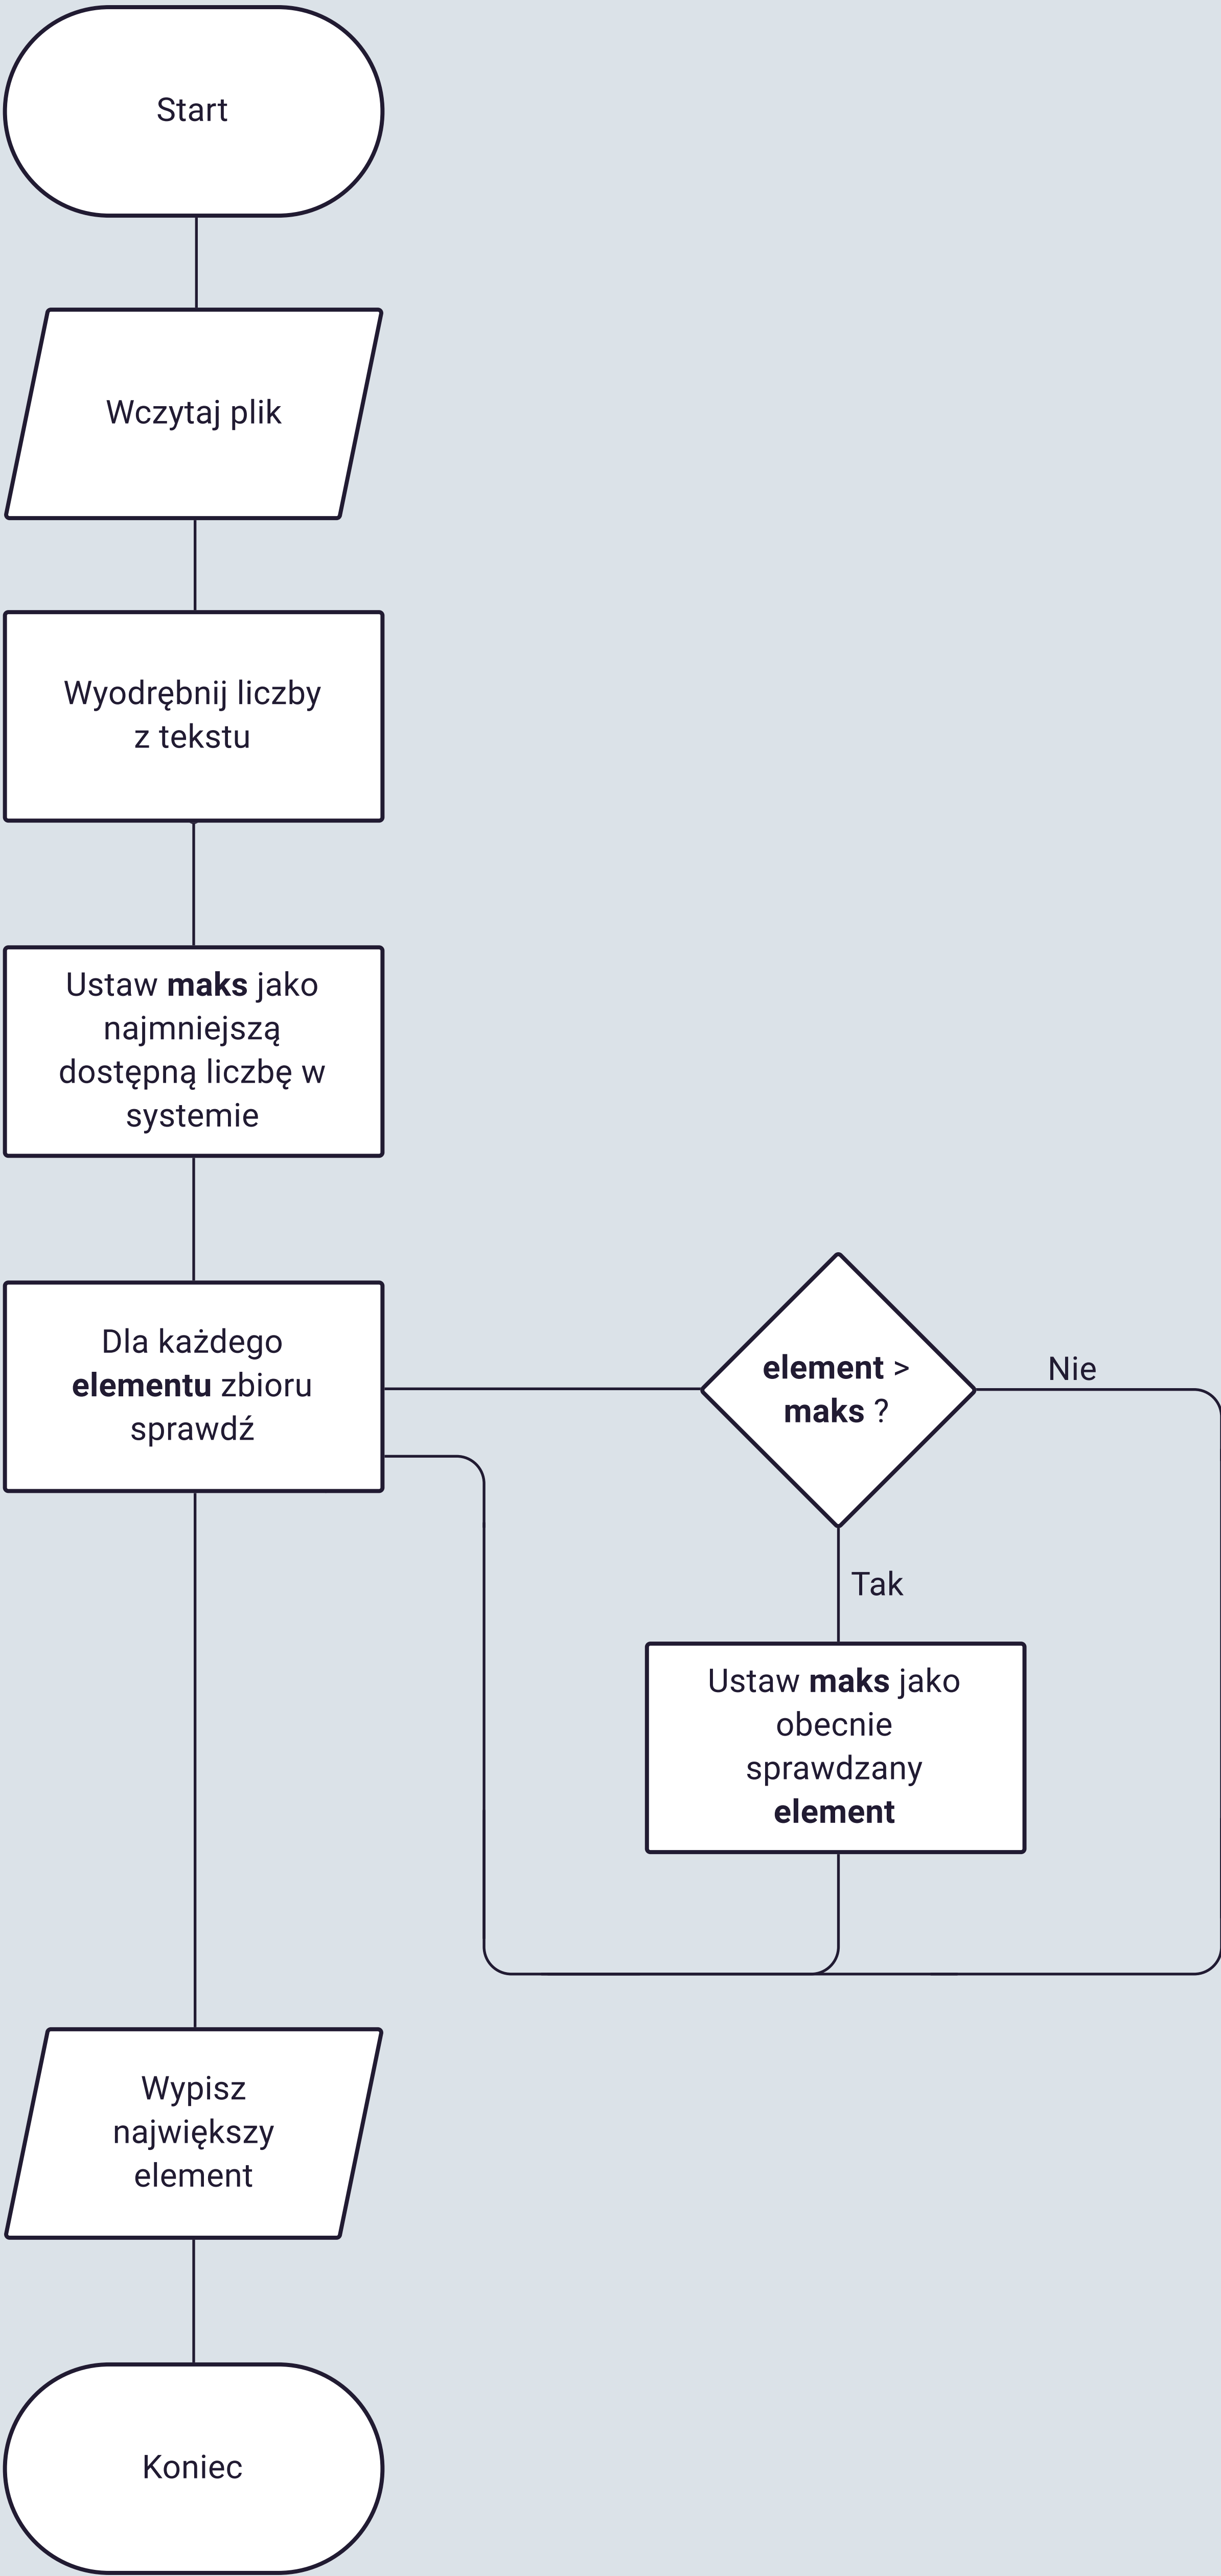 Start
Wczytaj plik
Wyodrębnij liczby
z tekstu
Ustaw maks jako
najmniejszą
dostępną liczbę w
systemie
Dla każdego
elementu zbioru
sprawdź
element >
maks ?
Nie
Tak
Ustaw maks jako
obecnie
sprawdzany
element
Wypisz
największy
element
Koniec